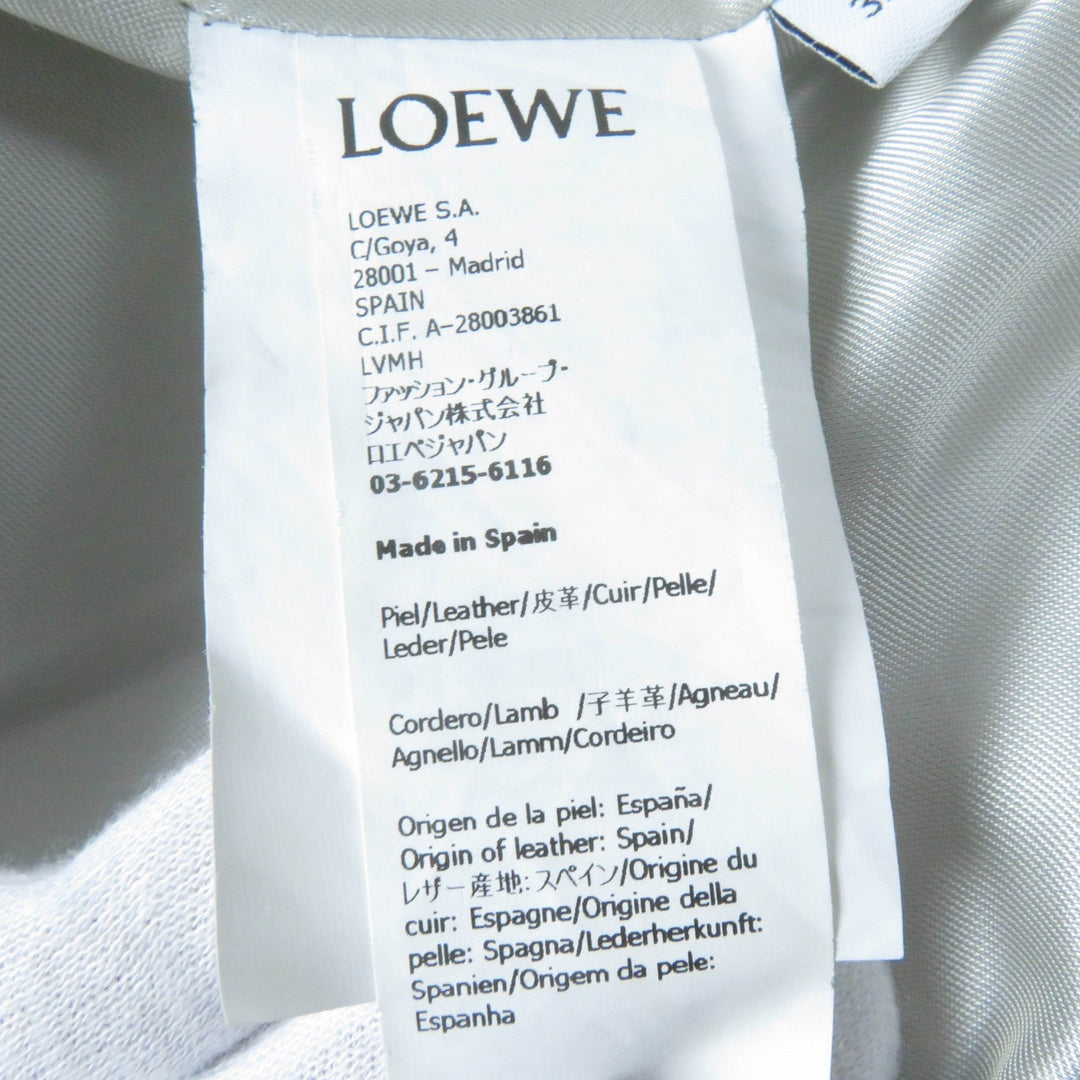 LOEWE
LOEWE S.A.
C/Goya, 4
28001 – Madrid
SPAIN
C.I.F. A-28003861
LVMH
ファッション・グループ・
ジャパン株式会社
ロエベジャパン
03-6215-6116
Made in Spain
Piel/Leather/皮革/Cuir/Pelle/
Leder/Pele
Cordero/Lamb /子羊革/Agneau/
Agnello/Lamm/Cordeiro
Origen de la piel: España/
Origin of leather: Spain/
レザー産地: スペイン/Origine du
cuir: Espagne/Origine della
pelle: Spagna/Lederherkunft:
Spanien/Origem da pele:
Espanha